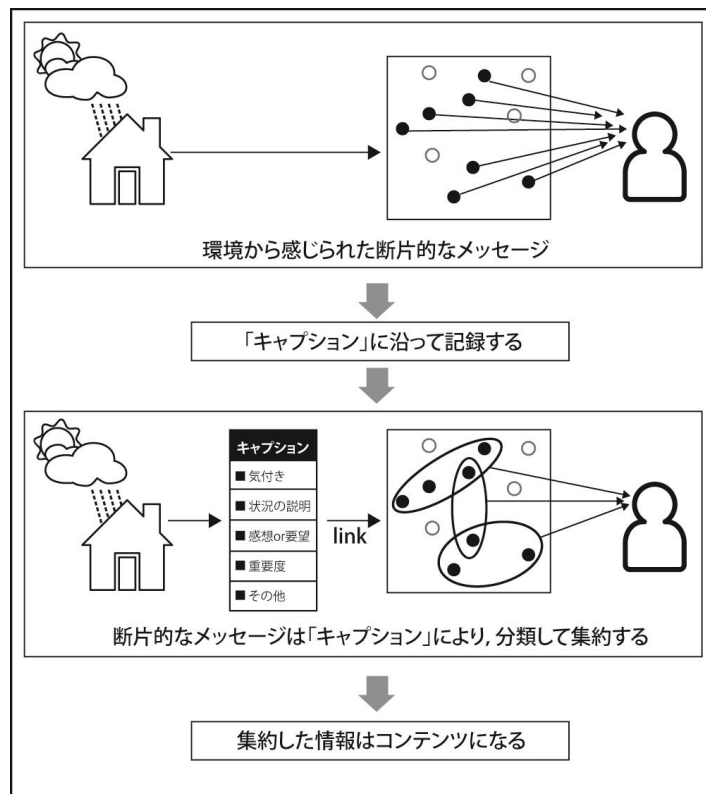 環境から感じられた断片的なメッセージ
「キャプション」に沿って記録する
キャプション
■気付き
■状況の説明
■感想or要望
■重要度
■その他
link
断片的なメッセージは「キャプション」により, 分類して集約する
集約した情報はコンテンツになる